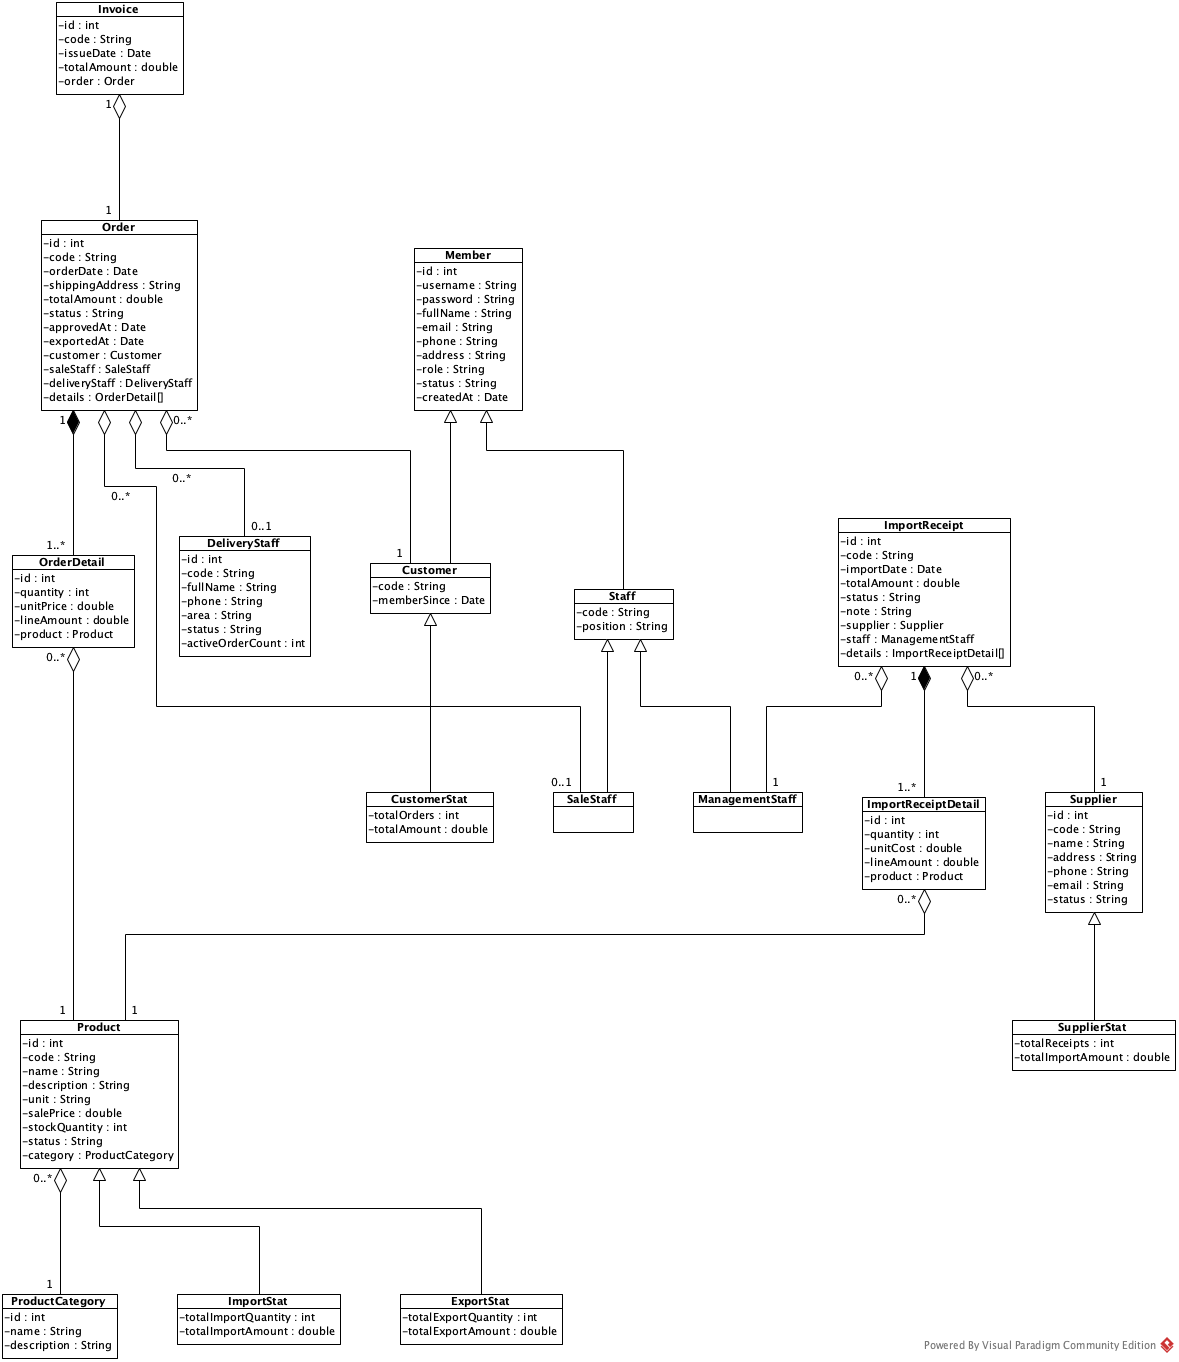 Invoice
-id : int
-code : String
-issueDate : Date
-totalAmount : double
-order : Order
1
1
Order
-id : int
-code : String
-orderDate : Date
-shippingAddress : String
-totalAmount : double
-status : String
-approvedAt : Date
-exportedAt : Date
-customer : Customer
-saleStaff : SaleStaff
-deliveryStaff : DeliveryStaff
-details : OrderDetail[]
1
0..*
0..*
0..*
Member
-id : int
-username : String
-password : String
-fullName : String
-email : String
-phone : String
-address : String
-role : String
-status : String
-createdAt : Date
1..*
OrderDetail
-id : int
-quantity : int
-unitPrice : double
-lineAmount : double
-product : Product
0..*
0..1
DeliveryStaff
-id : int
-code : String
-fullName : String
-phone : String
-area : String
-status : String
-activeOrderCount : int
1
Customer
-code : String
-memberSince : Date
Staff
-code : String
-position : String
ImportReceipt
-id : int
-code : String
-importDate : Date
-totalAmount : double
-status : String
-note : String
-supplier : Supplier
-staff : ManagementStaff
-details : ImportReceiptDetail[]
0..*
1
0..*
CustomerStat
-totalOrders : int
-totalAmount : double
0..1
SaleStaff
1
ManagementStaff
1..*
ImportReceiptDetail
-id : int
-quantity : int
-unitCost : double
-lineAmount : double
-product : Product
0..*
1
Supplier
-id : int
-code : String
-name : String
-address : String
-phone : String
-email : String
-status : String
1
1
Product
-id : int
-code : String
-name : String
-description : String
-unit : String
-salePrice : double
-stockQuantity : int
-status : String
-category : ProductCategory
0..*
SupplierStat
-totalReceipts : int
-totalImportAmount : double
1
ProductCategory
-id : int
-name : String
-description : String
ImportStat
-totalImportQuantity : int
-totalImportAmount : double
ExportStat
-totalExportQuantity : int
-totalExportAmount : double
Powered By Visual Paradigm Community Edition